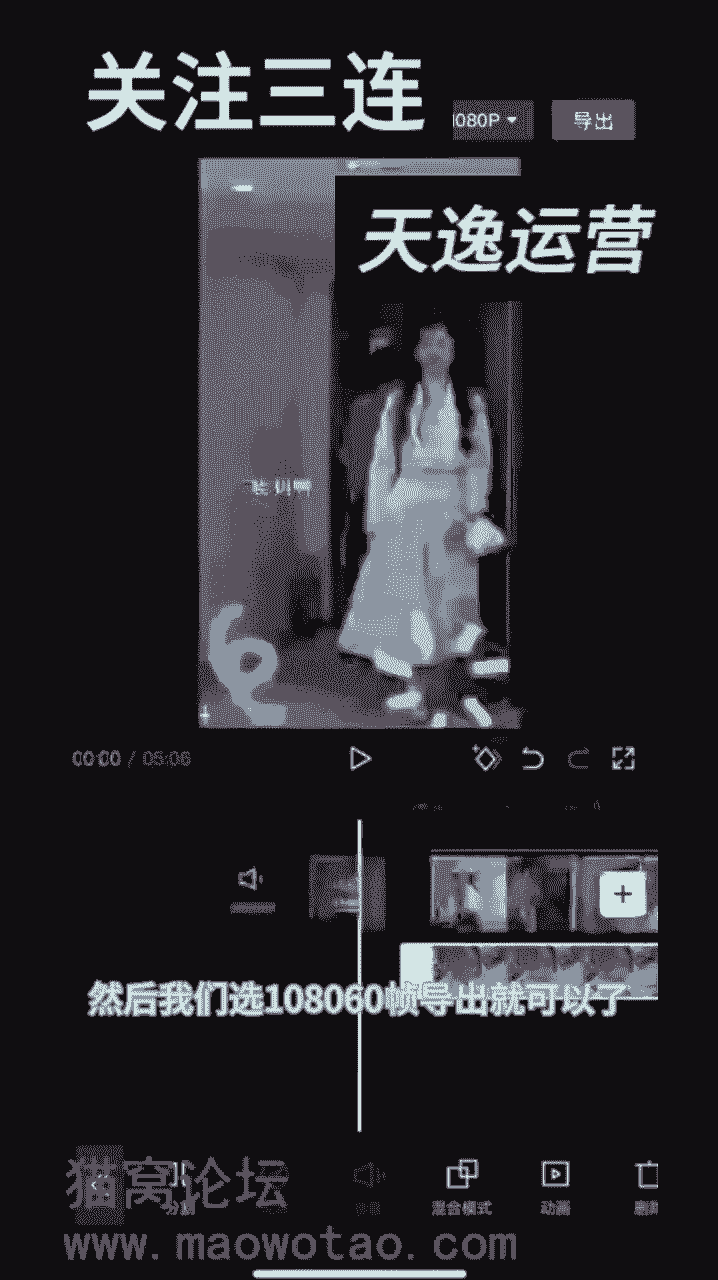 关注三连
1080P 导出
天逸运营
00:00 / 05:06
然后我们选108060帧导出就可以了
分割 混合模式 动画 删除
猫窝论坛
www.maowotao.com